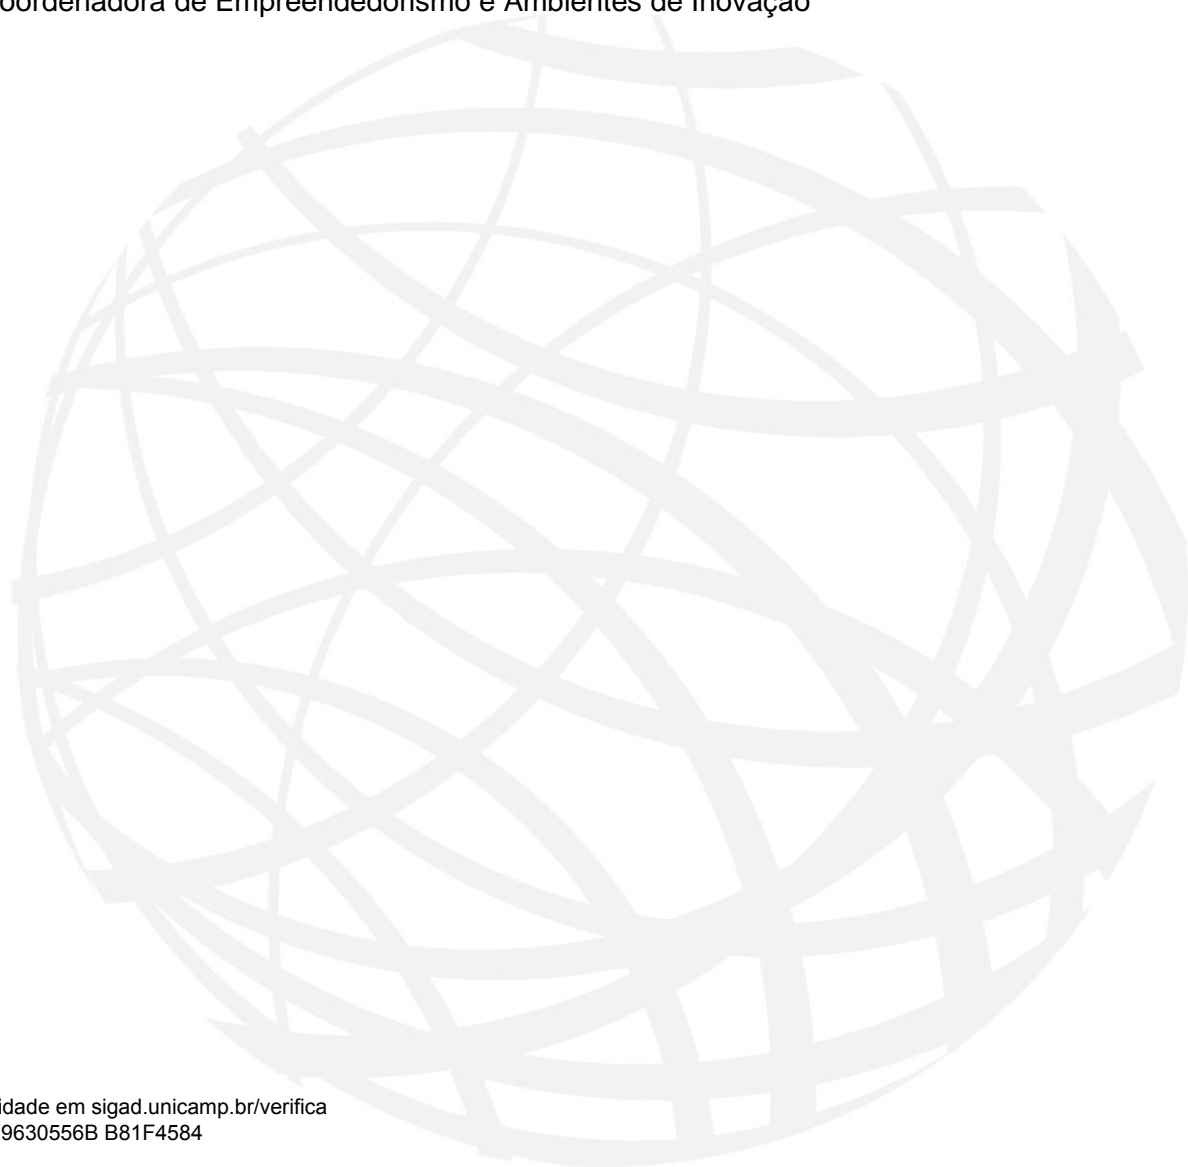 oordenadora de Empreendedorismo e Ambientes de Inovação
idade em sigad.unicamp.br/verifica
9630556B B81F4584